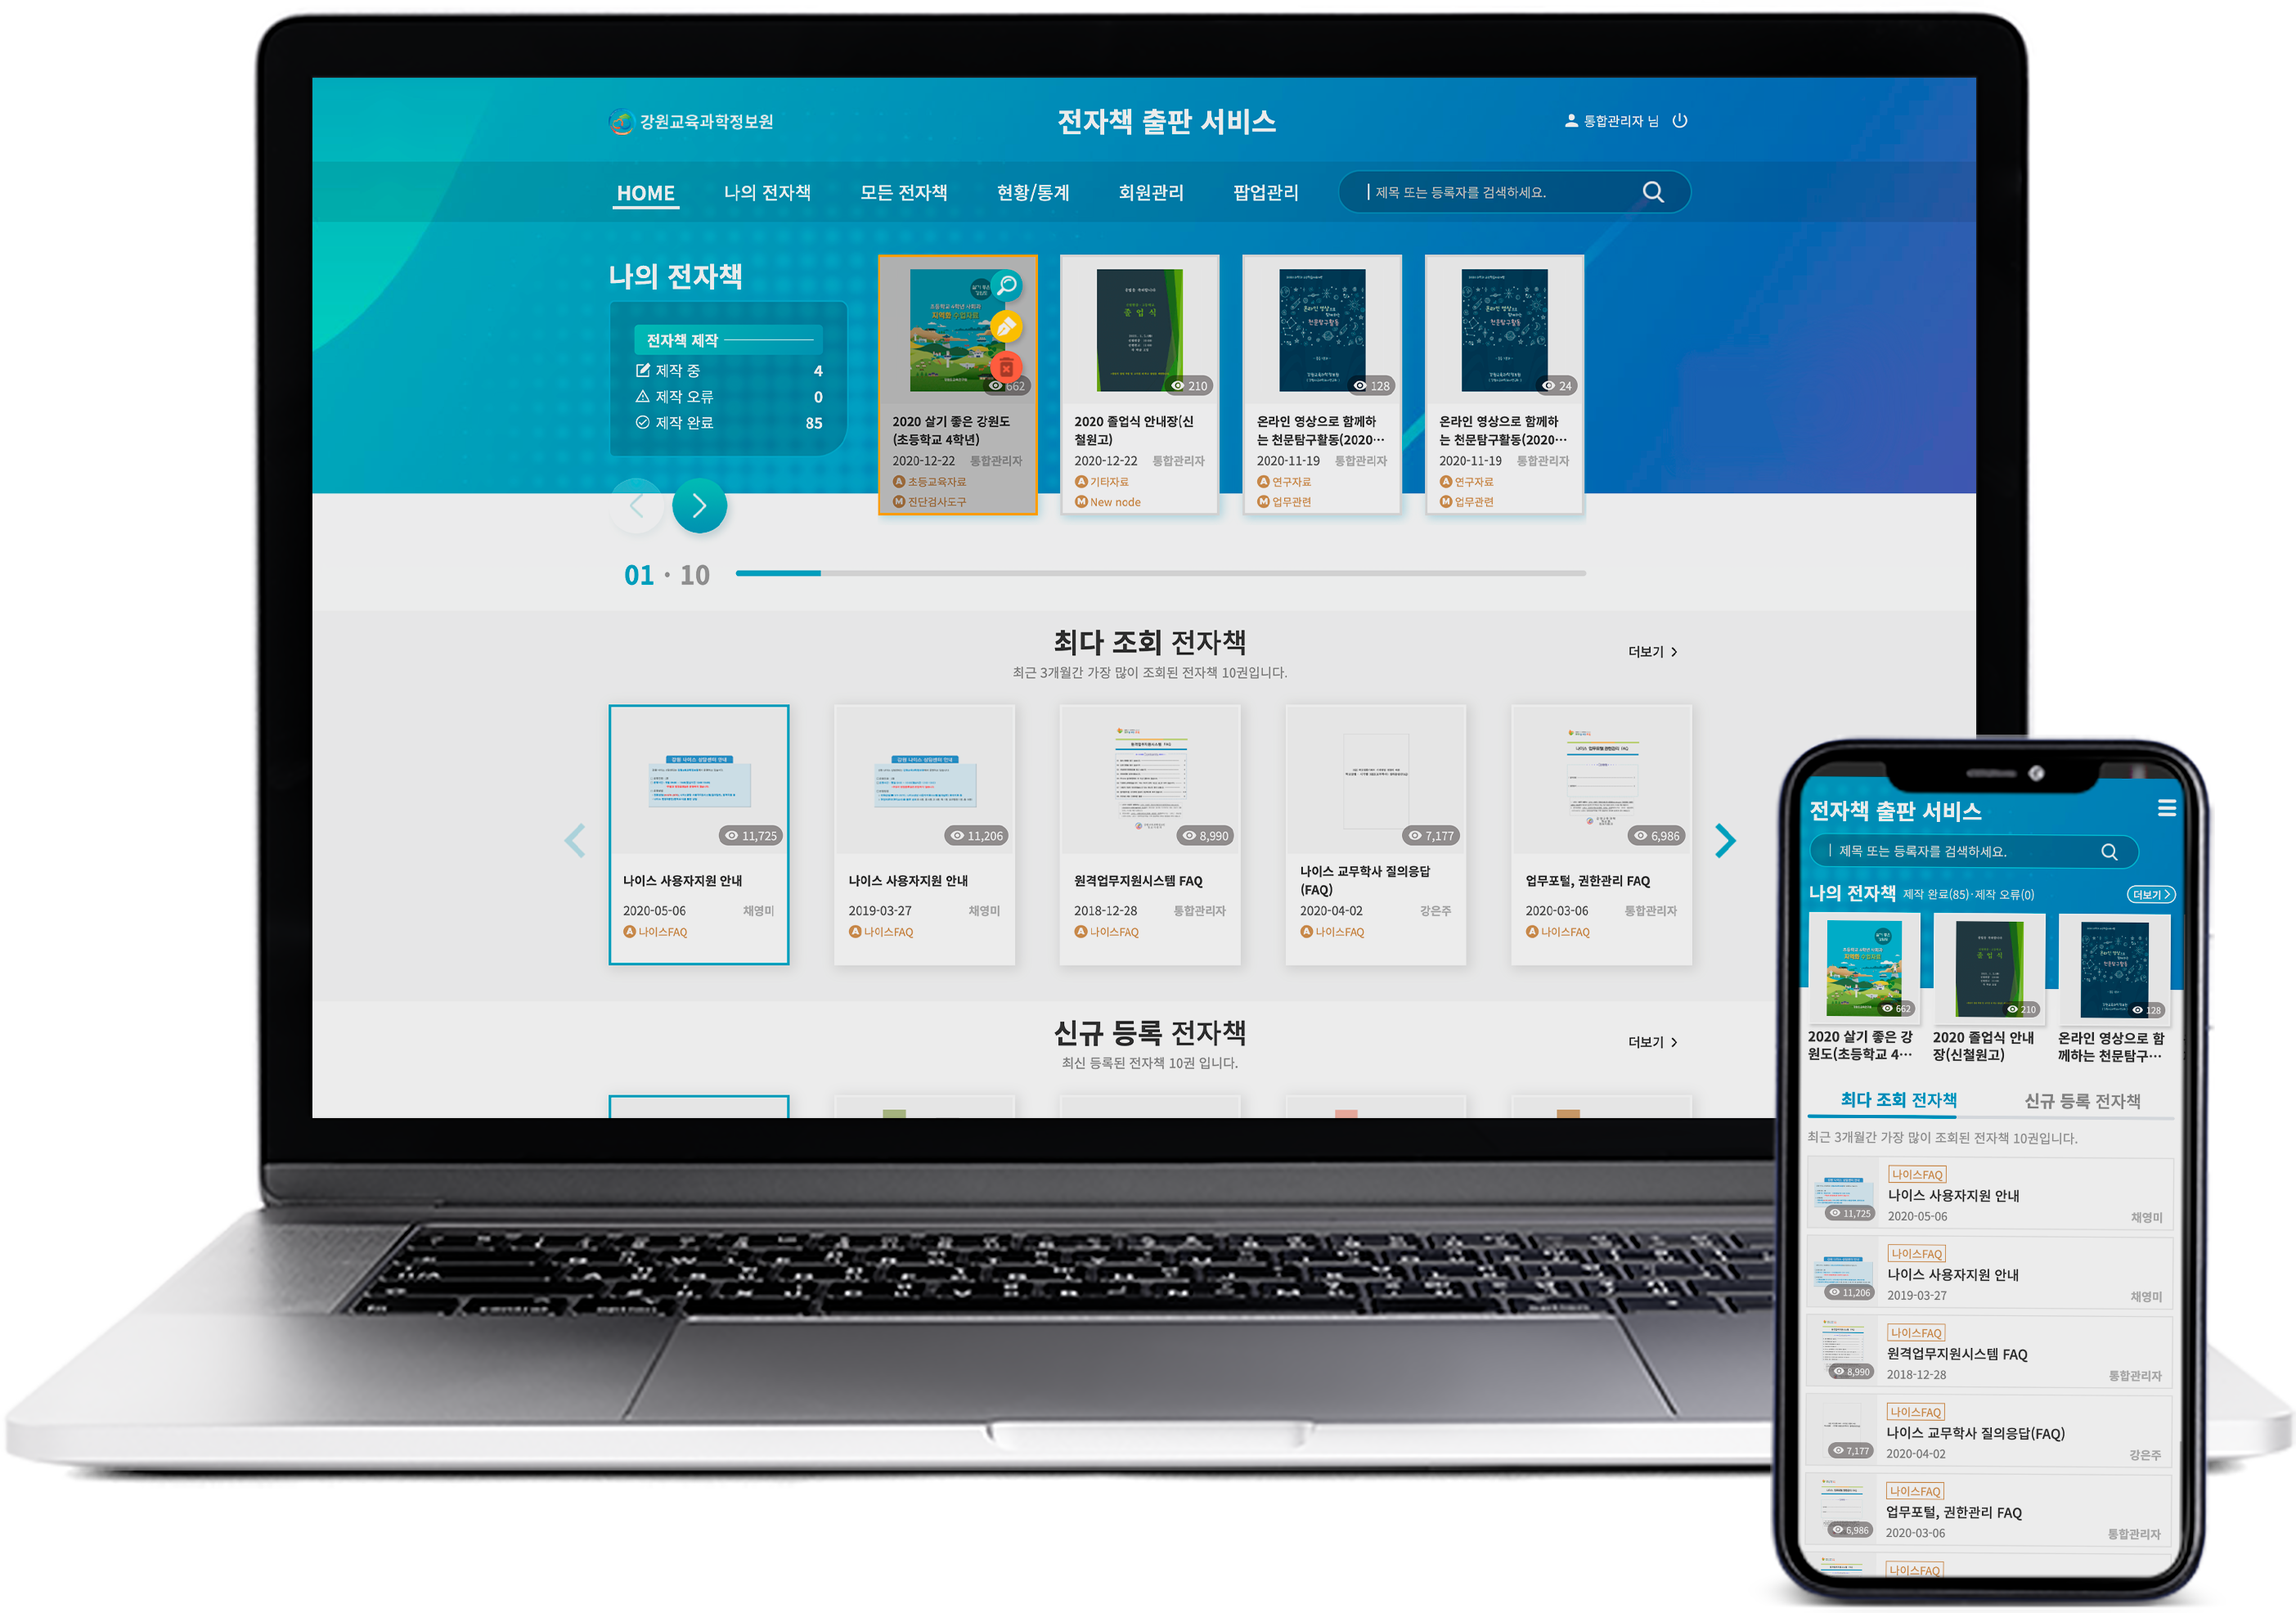 강원교육과학정보원
전자책 출판 서비스
통합관리자 님
HOME 나의 전자책 모든 전자책 현황/통계 회원관리 팝업관리
제목 또는 등록자를 검색하세요.
나의 전자책
전자책 제작
제작 중 4
제작 오류 0
제작 완료 85
662
2020 살기 좋은 강원도
(초등학교 4학년)
2020-12-22 통합관리자
A 초등교육자료
M 진단검사도구
졸업식
210
2020 졸업식 안내장(신
철원고)
2020-12-22 통합관리자
A 기타자료
M New node
128
온라인 영상으로 함께하
는 천문탐구활동(2020…
2020-11-19 통합관리자
A 연구자료
M 업무관련
24
온라인 영상으로 함께하
는 천문탐구활동(2020…
2020-11-19 통합관리자
A 연구자료
M 업무관련
01 · 10
최다 조회 전자책
더보기
최근 3개월간 가장 많이 조회된 전자책 10권입니다.
11,725
나이스 사용자지원 안내
2020-05-06 채영미
A 나이스FAQ
11,206
나이스 사용자지원 안내
2019-03-27 채영미
A 나이스FAQ
원격업무지원시스템 FAQ
8,990
원격업무지원시스템 FAQ
2018-12-28 통합관리자
A 나이스FAQ
7,177
나이스 교무학사 질의응답
(FAQ)
2020-04-02 강은주
A 나이스FAQ
6,986
업무포털, 권한관리 FAQ
2020-03-06 통합관리자
A 나이스FAQ
신규 등록 전자책
더보기
최신 등록된 전자책 10권 입니다.
전자책 출판 서비스
제목 또는 등록자를 검색하세요.
나의 전자책 제작 완료(85)·제작 오류(0)
더보기
662
2020 살기 좋은 강
원도(초등학교 4…
210
2020 졸업식 안내
장(신철원고)
128
온라인 영상으로 함
께하는 천문탐구…
최다 조회 전자책 신규 등록 전자책
최근 3개월간 가장 많이 조회된 전자책 10권입니다.
나이스FAQ
나이스 사용자지원 안내
11,725
2020-05-06 채영미
나이스FAQ
나이스 사용자지원 안내
11,206
2019-03-27 채영미
나이스FAQ
원격업무지원시스템 FAQ
8,990
2018-12-28 통합관리자
나이스FAQ
나이스 교무학사 질의응답(FAQ)
7,177
2020-04-02 강은주
나이스FAQ
업무포털, 권한관리 FAQ
6,986
2020-03-06 통합관리자
나이스FAQ